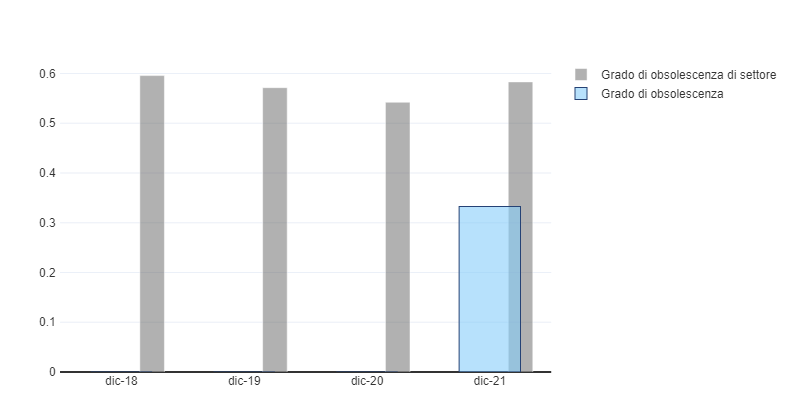 0.6
0.5
0.4
0.3
0.2
0.1
0
dic-18 dic-19 dic-20 dic-21
Grado di obsolescenza di settore
Grado di obsolescenza